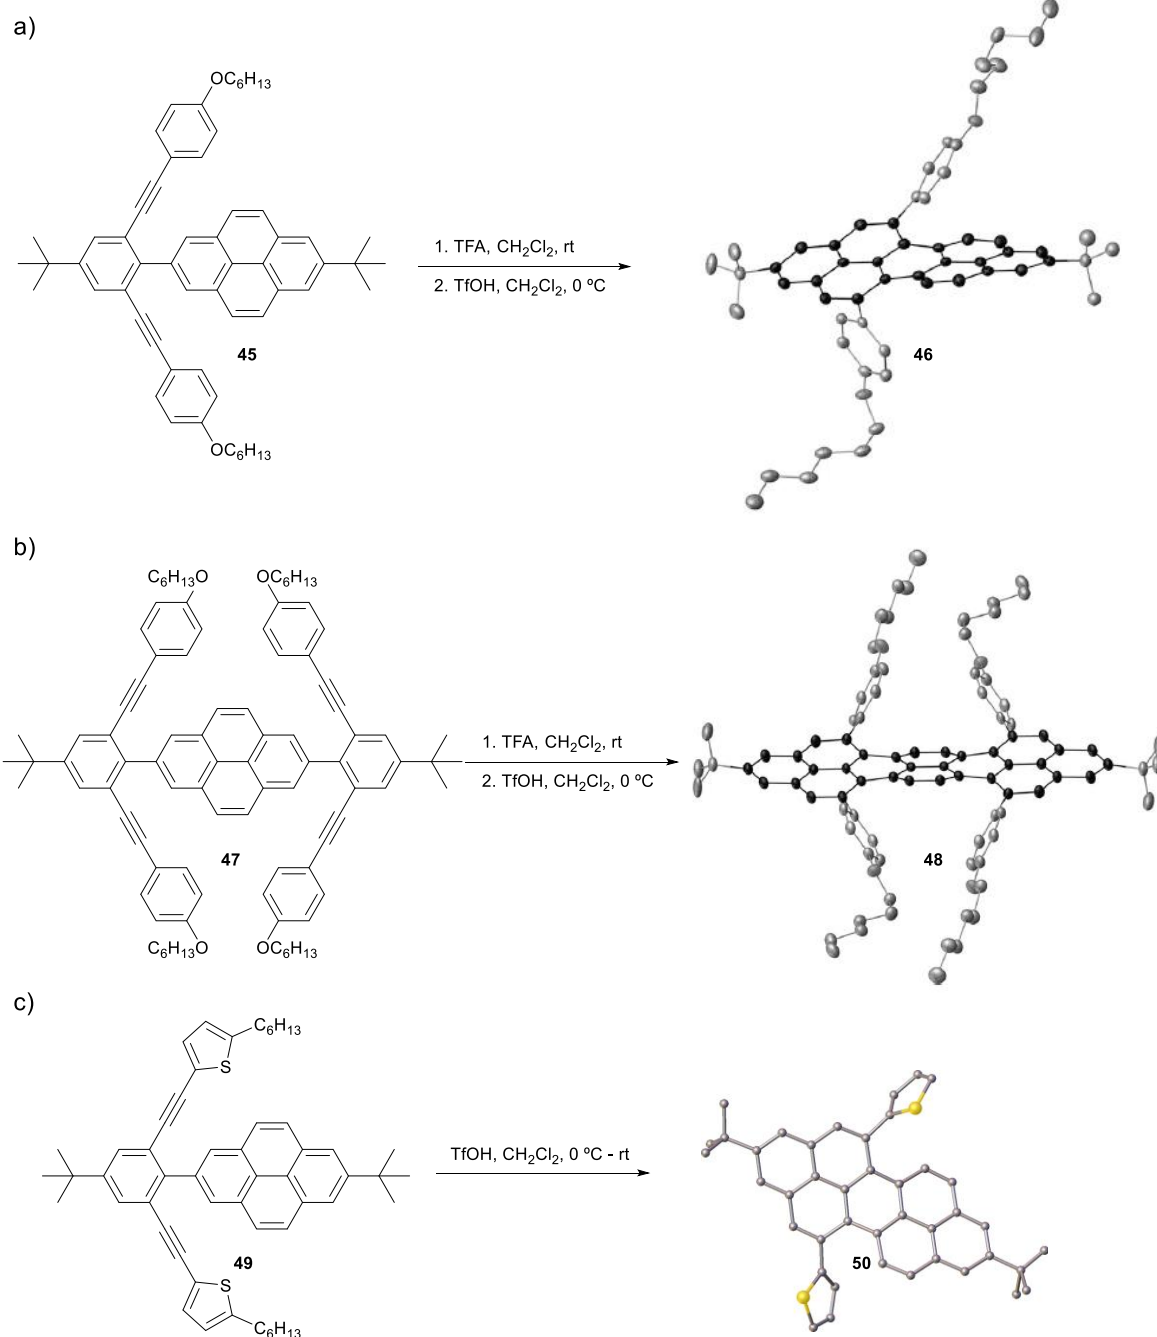 a)
OC₆H₁₃
1. TFA, CH₂Cl₂, rt
2. TfOH, CH₂Cl₂, 0 ºC
45
46
OC₆H₁₃
b)
C₆H₁₃O
OC₆H₁₃
1. TFA, CH₂Cl₂, rt
2. TfOH, CH₂Cl₂, 0 ºC
47
48
C₆H₁₃O
OC₆H₁₃
c)
C₆H₁₃
S
TfOH, CH₂Cl₂, 0 ºC - rt
49
50
S
C₆H₁₃